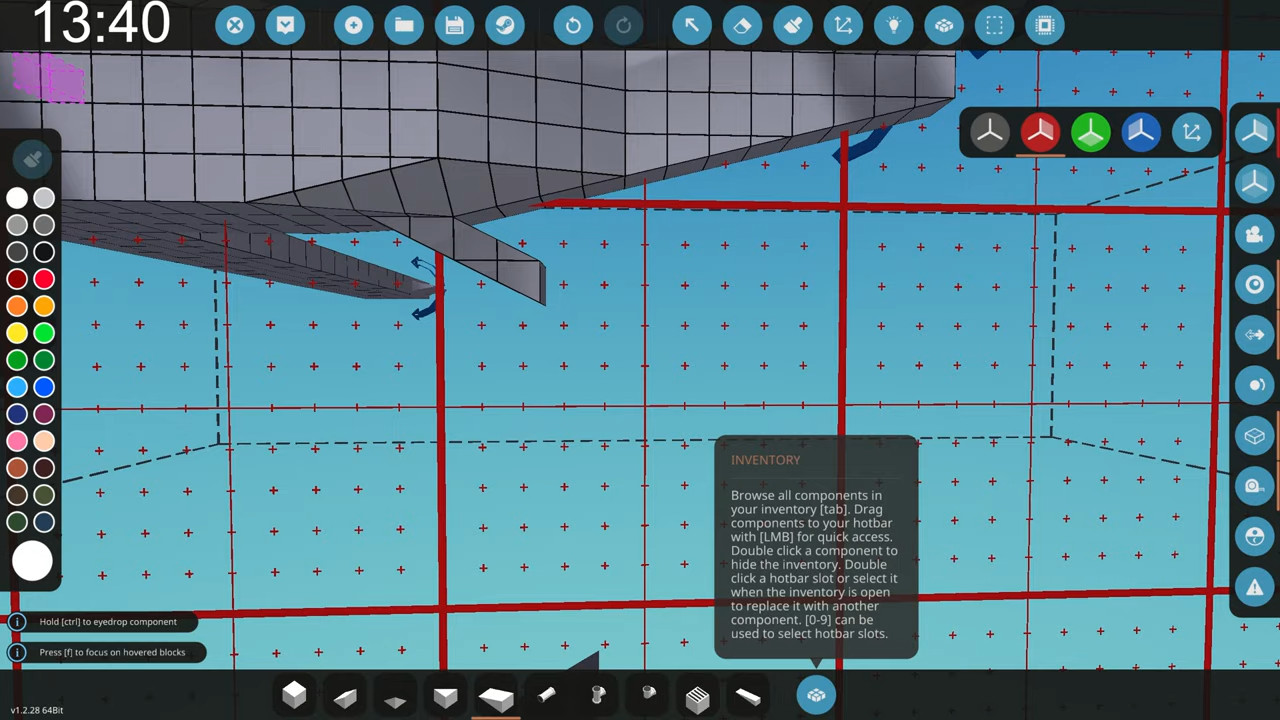 13:40
INVENTORY
Browse all components in
your inventory [tab]. Drag
components to your hotbar
with [LMB] for quick access.
Double click a component to
hide the inventory. Double
click a hotbar slot or select it
when the inventory is open
to replace it with another
component. [0-9] can be
used to select hotbar slots.
Hold [ctrl] to eyedrop component
Press [f] to focus on hovered blocks
v1.2.28 64Bit